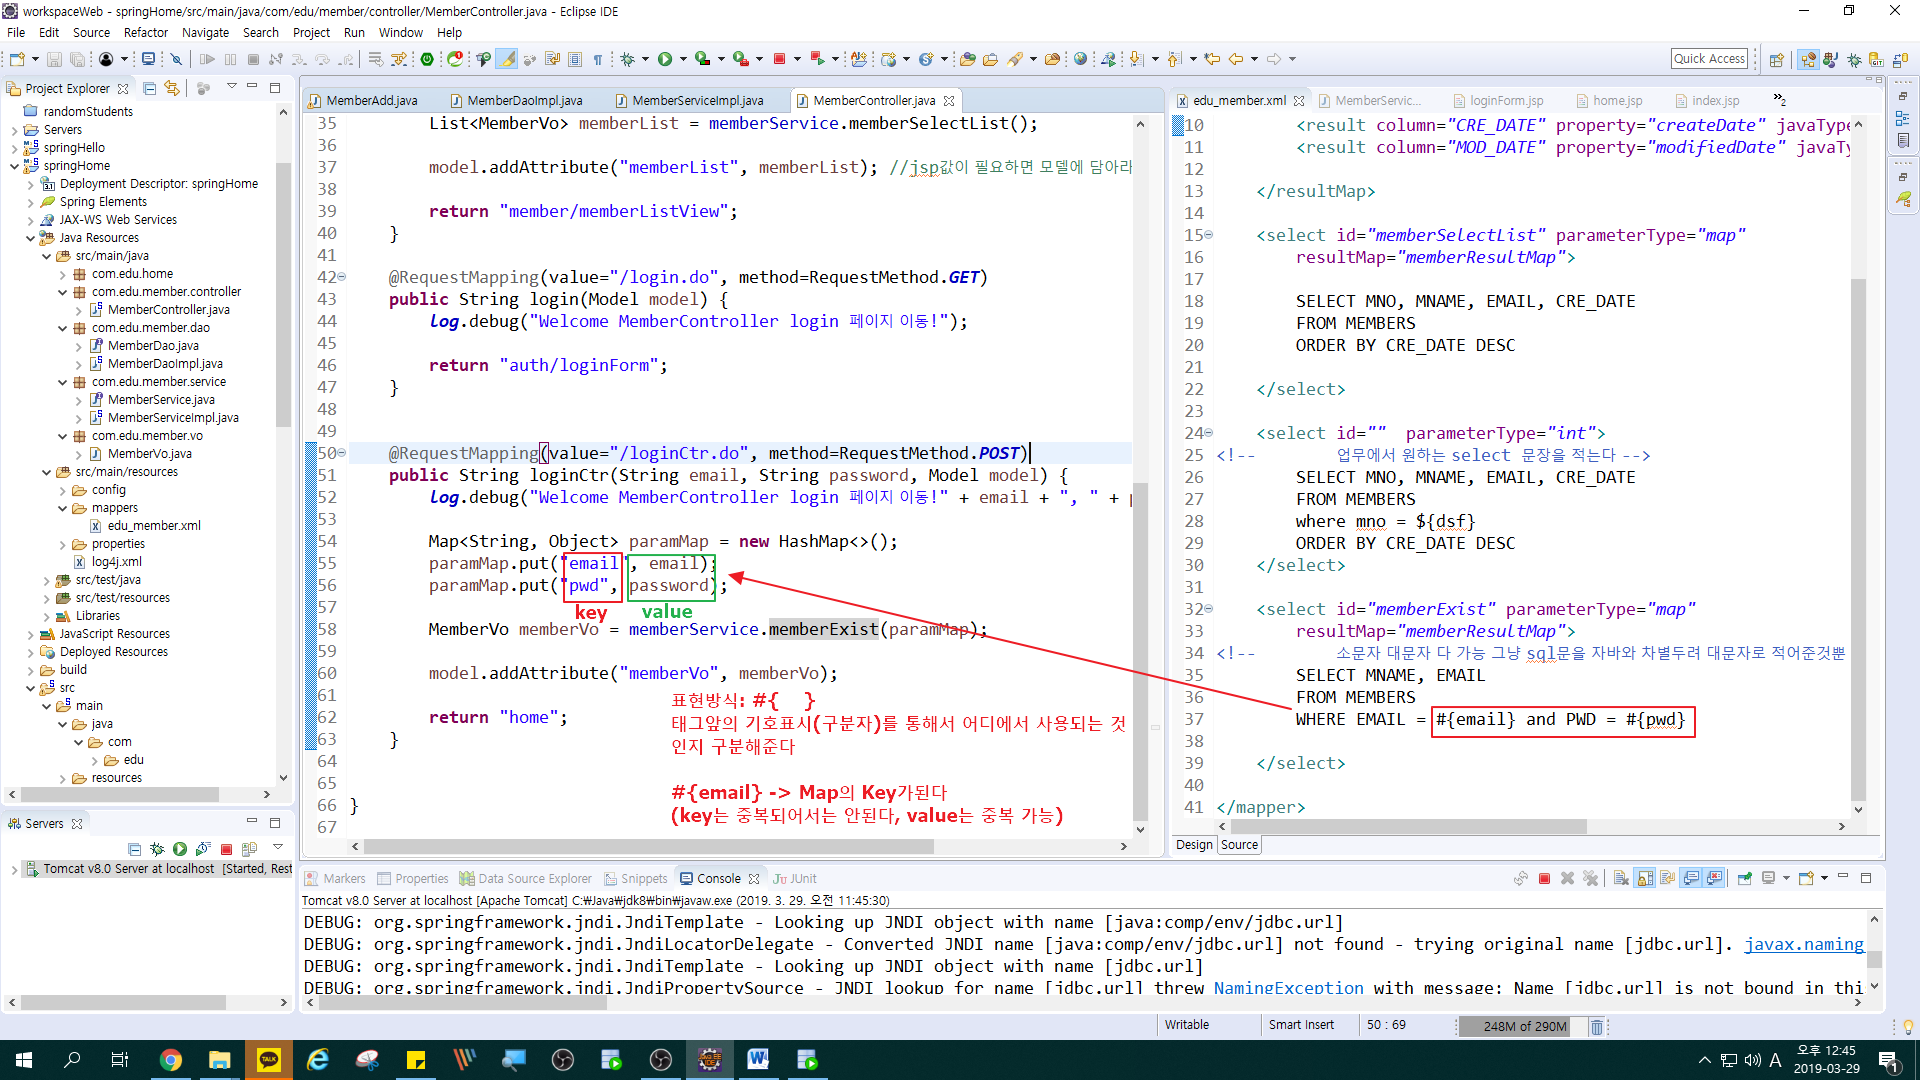 workspaceWeb - springHome/src/main/java/com/edu/member/controller/MemberController.java - Eclipse IDE
File Edit Source Refactor Navigate Search Project Run Window Help
Quick Access
Project Explorer
randomStudents
Servers
springHello
springHome
Deployment Descriptor: springHome
Spring Elements
JAX-WS Web Services
Java Resources
src/main/java
com.edu.home
com.edu.member.controller
MemberController.java
com.edu.member.dao
MemberDao.java
MemberDaoImpl.java
com.edu.member.service
MemberService.java
MemberServiceImpl.java
com.edu.member.vo
MemberVo.java
src/main/resources
config
mappers
edu_member.xml
properties
log4j.xml
src/test/java
src/test/resources
Libraries
JavaScript Resources
Deployed Resources
build
src
main
java
com
edu
resources
Servers
Tomcat v8.0 Server at localhost [Started, Rest
MemberAdd.java MemberDaoImpl.java MemberServiceImpl.java MemberController.java
35 List<MemberVo> memberList = memberService.memberSelectList();
36
37 model.addAttribute("memberList", memberList); //jsp값이 필요하면 모델에 담아라
38
39 return "member/memberListView";
40 }
41
42 @RequestMapping(value="/login.do", method=RequestMethod.GET)
43 public String login(Model model) {
44 log.debug("Welcome MemberController login 페이지 이동!");
45
46 return "auth/loginForm";
47 }
48
49
50 @RequestMapping(value="/loginCtr.do", method=RequestMethod.POST)
51 public String loginCtr(String email, String password, Model model) {
52 log.debug("Welcome MemberController login 페이지 이동!" + email + ", " + p
53
54 Map<String, Object> paramMap = new HashMap<>();
55 paramMap.put("email", email);
56 paramMap.put("pwd", password);
57 key value
58 MemberVo memberVo = memberService.memberExist(paramMap);
59
60 model.addAttribute("memberVo", memberVo);
61
62 return "home";
63 }
64
65
66 }
67
표현방식: #{ }
태그앞의 기호표시(구분자)를 통해서 어디에서 사용되는 것
인지 구분해준다
#{email} -> Map의 Key가된다
(key는 중복되어서는 안된다, value는 중복 가능)
edu_member.xml MemberServic... loginForm.jsp home.jsp index.jsp »2
10 <result column="CRE_DATE" property="createDate" javaType
11 <result column="MOD_DATE" property="modifiedDate" javaTy
12
13 </resultMap>
14
15 <select id="memberSelectList" parameterType="map"
16 resultMap="memberResultMap">
17
18 SELECT MNO, MNAME, EMAIL, CRE_DATE
19 FROM MEMBERS
20 ORDER BY CRE_DATE DESC
21
22 </select>
23
24 <select id="" parameterType="int">
25 <!-- 업무에서 원하는 select 문장을 적는다 -->
26 SELECT MNO, MNAME, EMAIL, CRE_DATE
27 FROM MEMBERS
28 where mno = ${dsf}
29 ORDER BY CRE_DATE DESC
30 </select>
31
32 <select id="memberExist" parameterType="map"
33 resultMap="memberResultMap">
34 <!-- 소문자 대문자 다 가능 그냥 sql문을 자바와 차별두려 대문자로 적어준것뿐
35 SELECT MNAME, EMAIL
36 FROM MEMBERS
37 WHERE EMAIL = #{email} and PWD = #{pwd}
38
39 </select>
40
41 </mapper>
Design Source
Markers Properties Data Source Explorer Snippets Console JUnit
Tomcat v8.0 Server at localhost [Apache Tomcat] C:₩Java₩jdk8₩bin₩javaw.exe (2019. 3. 29. 오전 11:45:30)
DEBUG: org.springframework.jndi.JndiTemplate - Looking up JNDI object with name [java:comp/env/jdbc.url]
DEBUG: org.springframework.jndi.JndiLocatorDelegate - Converted JNDI name [java:comp/env/jdbc.url] not found - trying original name [jdbc.url]. javax.naming
DEBUG: org.springframework.jndi.JndiTemplate - Looking up JNDI object with name [jdbc.url]
DEBUG: org.springframework.jndi.JndiPropertySource - JNDI lookup for name [jdbc.url] threw NamingException with message: Name [jdbc.url] is not bound in thi
Writable Smart Insert 50 : 69 248M of 290M
TALK
A 오후 12:45
2019-03-29
1